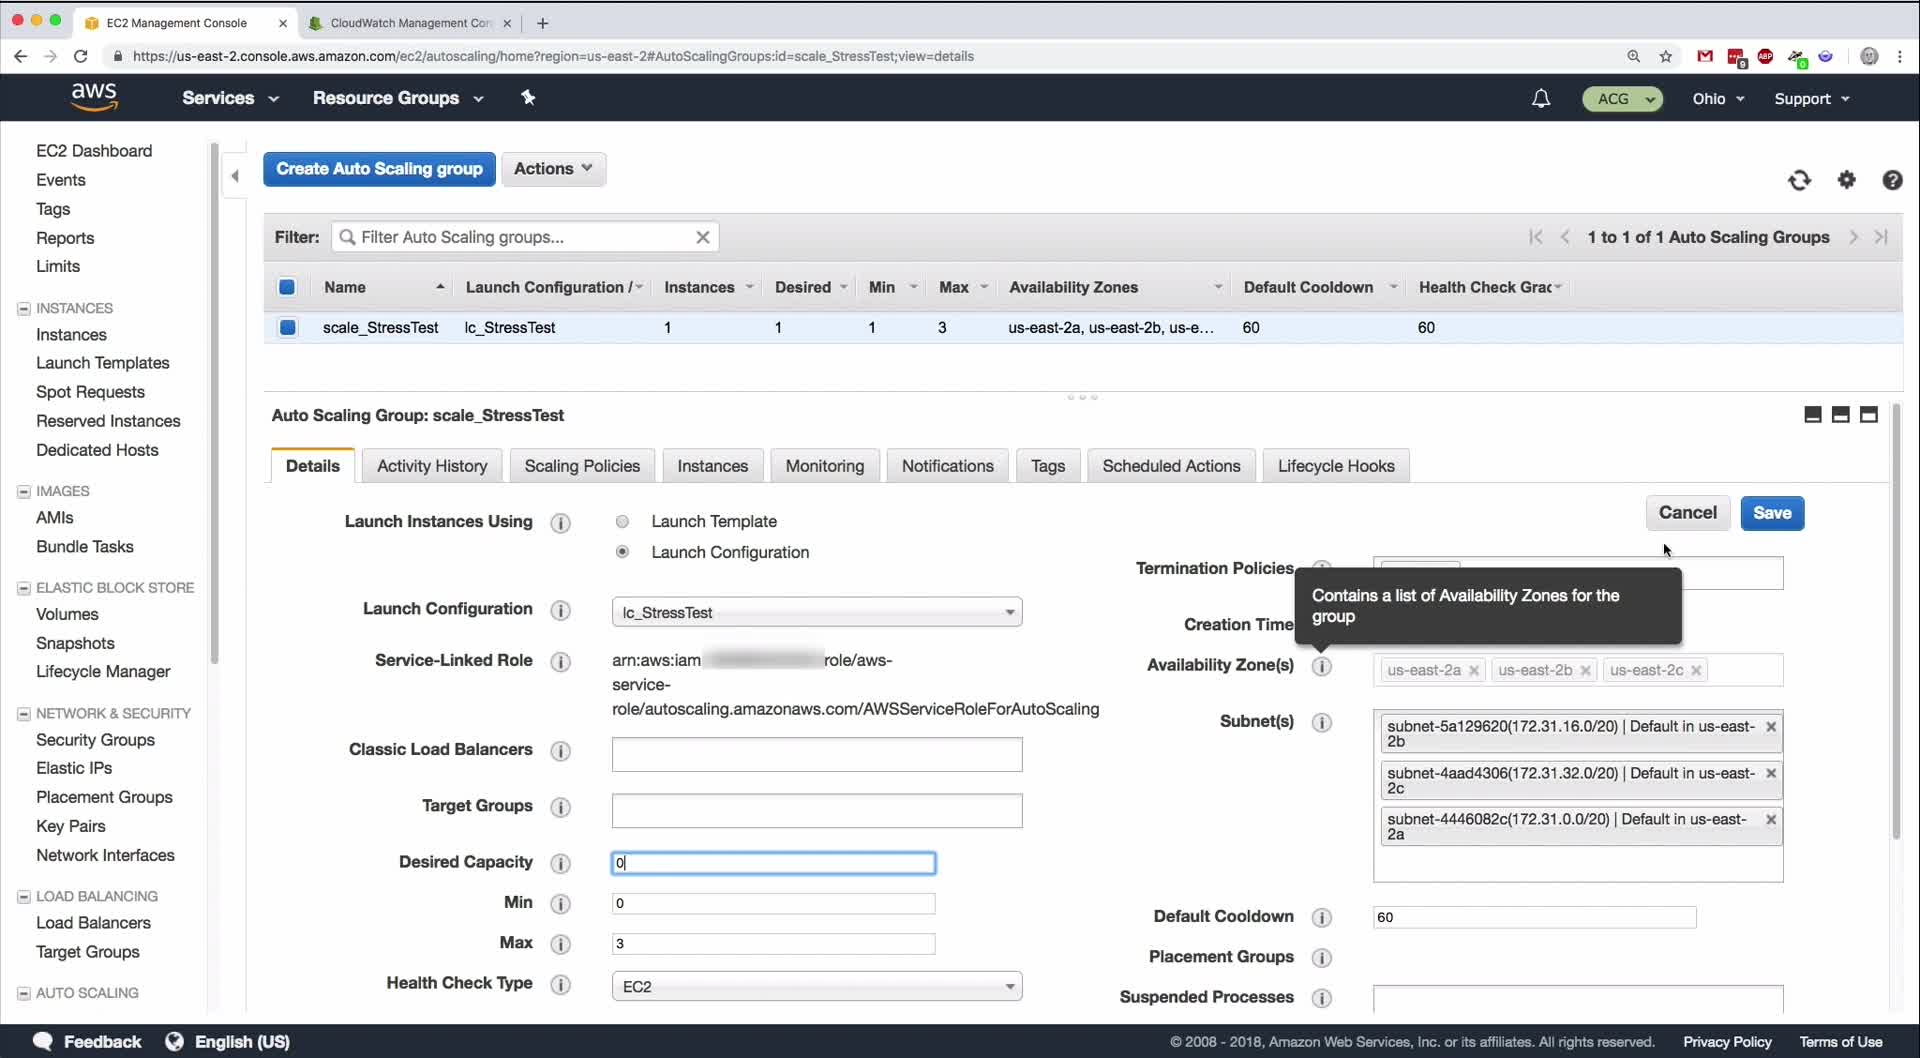 EC2 Management Console
CloudWatch Management Con
https://us-east-2.console.aws.amazon.com/ec2/autoscaling/home?region=us-east-2#AutoScalingGroups:id=scale_StressTest;view=details
9
ABP
0
aws
Services
Resource Groups
ACG
Ohio
Support
EC2 Dashboard
Events
Tags
Reports
Limits
INSTANCES
Instances
Launch Templates
Spot Requests
Reserved Instances
Dedicated Hosts
IMAGES
AMIs
Bundle Tasks
ELASTIC BLOCK STORE
Volumes
Snapshots
Lifecycle Manager
NETWORK & SECURITY
Security Groups
Elastic IPs
Placement Groups
Key Pairs
Network Interfaces
LOAD BALANCING
Load Balancers
Target Groups
AUTO SCALING
Create Auto Scaling group
Actions
Filter:
Filter Auto Scaling groups...
1 to 1 of 1 Auto Scaling Groups
Name Launch Configuration / Instances Desired Min Max Availability Zones Default Cooldown Health Check Grac
scale_StressTest lc_StressTest 1 1 1 3 us-east-2a, us-east-2b, us-e... 60 60
Auto Scaling Group: scale_StressTest
Details Activity History Scaling Policies Instances Monitoring Notifications Tags Scheduled Actions Lifecycle Hooks
Cancel Save
Launch Instances Using
Launch Template
Launch Configuration
Launch Configuration
lc_StressTest
Service-Linked Role
arn:aws:iam
role/aws-
service-
role/autoscaling.amazonaws.com/AWSServiceRoleForAutoScaling
Classic Load Balancers
Target Groups
Desired Capacity 0
Min 0
Max 3
Health Check Type EC2
Termination Policies
Contains a list of Availability Zones for the
group
Creation Time
Availability Zone(s)
us-east-2a us-east-2b us-east-2c
Subnet(s)
subnet-5a129620(172.31.16.0/20) | Default in us-east-
2b
subnet-4aad4306(172.31.32.0/20) | Default in us-east-
2c
subnet-4446082c(172.31.0.0/20) | Default in us-east-
2a
Default Cooldown 60
Placement Groups
Suspended Processes
Feedback
English (US)
© 2008 - 2018, Amazon Web Services, Inc. or its affiliates. All rights reserved.
Privacy Policy
Terms of Use